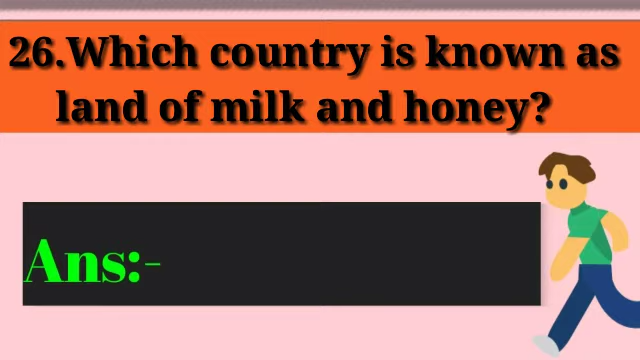 26.Which country is known as
land of milk and honey?
Ans:-